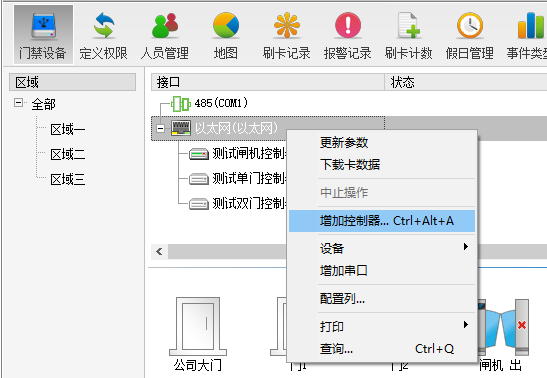 门禁设备 定义权限 人员管理 地图 刷卡记录 报警记录 刷卡计数 假日管理 事件类型
区域
全部
区域一
区域二
区域三
接口 状态
485(COM1)
以太网(以太网)
测试闸机控制
测试单门控制
测试双门控制
更新参数
下载卡数据
中止操作
增加控制器... Ctrl+Alt+A
设备
增加串口
配置列...
打印
查询... Ctrl+Q
公司大门 门1 门2 闸机 出